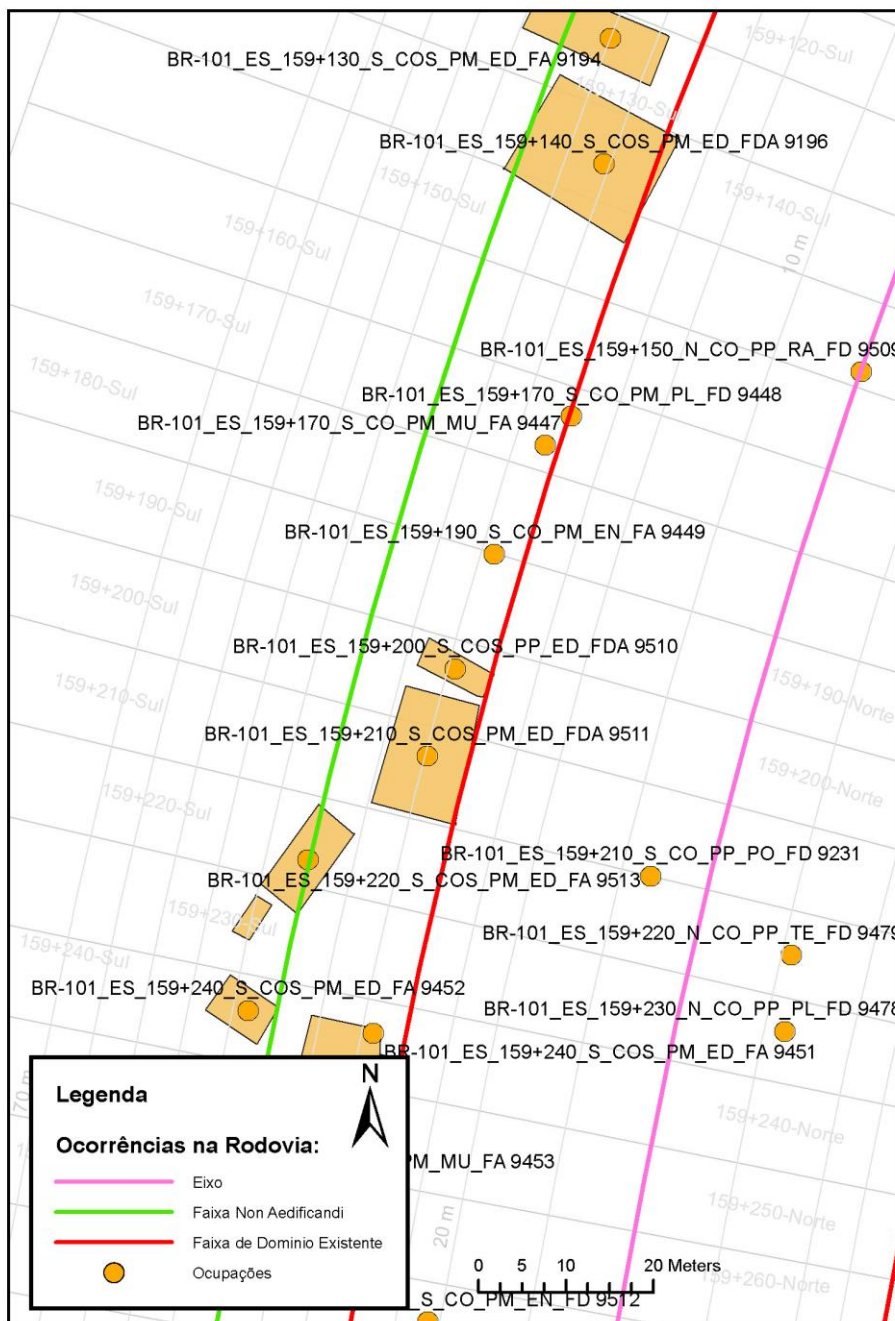 159+120-Sul
BR-101_ES_159+130_S_COS_PM_ED_FA 9194
159+130-Sul
BR-101_ES_159+140_S_COS_PM_ED_FDA 9196
159+150-Sul
159+140-Sul
159+160-Sul
10 m
159+170-Sul
BR-101_ES_159+150_N_CO_PP_RA_FD 9509
159+180-Sul
BR-101_ES_159+170_S_CO_PM_PL_FD 9448
BR-101_ES_159+170_S_CO_PM_MU_FA 9447
159+190-Sul
BR-101_ES_159+190_S_CO_PM_EN_FA 9449
159+200-Sul
BR-101_ES_159+200_S_COS_PP_ED_FDA 9510
159+210-Sul
159+190-Norte
BR-101_ES_159+210_S_COS_PM_ED_FDA 9511
159+200-Norte
159+220-Sul
BR-101_ES_159+210_S_CO_PP_PO_FD 9231
BR-101_ES_159+220_S_COS_PM_ED_FA 9513
159+230-Sul
BR-101_ES_159+220_N_CO_PP_TE_FD 9479
159+240-Sul
BR-101_ES_159+240_S_COS_PM_ED_FA 9452
BR-101_ES_159+230_N_CO_PP_PL_FD 9478
BR-101_ES_159+240_S_COS_PM_ED_FA 9451
70 m
159+240-Norte
N
Legenda
Ocorrências na Rodovia:
Eixo
Faixa Non Aedificandi
Faixa de Dominio Existente
Ocupações
PM_MU_FA 9453
159+250-Norte
20 m
0 5 10 20 Meters
159+260-Norte
S_CO_PM_EN_FD 9512